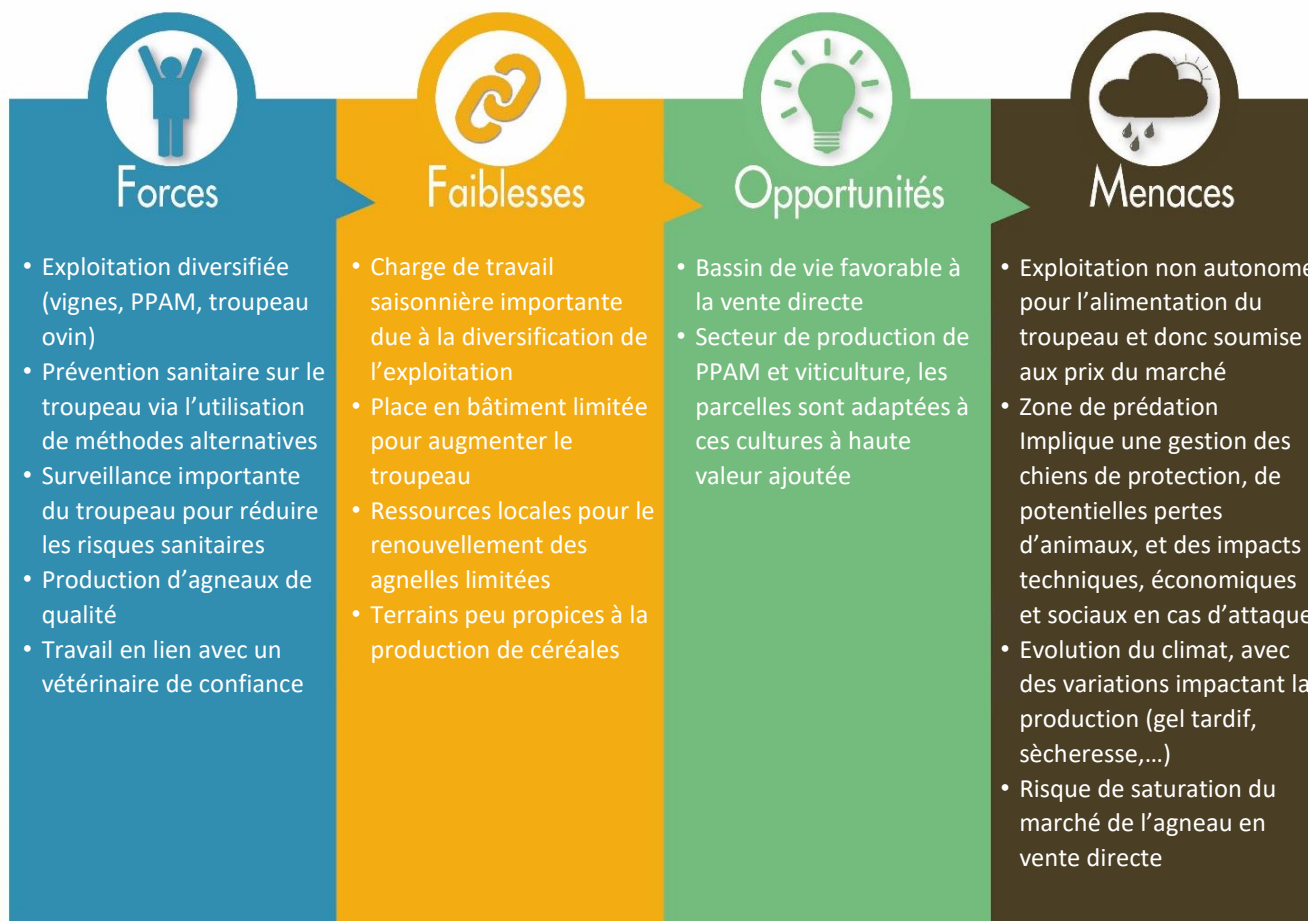 Forces
• Exploitation diversifiée
(vignes, PPAM, troupeau
ovin)
• Prévention sanitaire sur le
troupeau via l’utilisation
de méthodes alternatives
• Surveillance importante
du troupeau pour réduire
les risques sanitaires
• Production d’agneaux de
qualité
• Travail en lien avec un
vétérinaire de confiance
Faiblesses
• Charge de travail
saisonnière importante
due à la diversification de
l’exploitation
• Place en bâtiment limitée
pour augmenter le
troupeau
• Ressources locales pour le
renouvellement des
agnelles limitées
• Terrains peu propices à la
production de céréales
Opportunités
• Bassin de vie favorable à
la vente directe
• Secteur de production de
PPAM et viticulture, les
parcelles sont adaptées à
ces cultures à haute
valeur ajoutée
Menaces
• Exploitation non autonome
pour l’alimentation du
troupeau et donc soumise
aux prix du marché
• Zone de prédation
Implique une gestion des
chiens de protection, de
potentielles pertes
d’animaux, et des impacts
techniques, économiques
et sociaux en cas d’attaque
• Evolution du climat, avec
des variations impactant la
production (gel tardif,
sècheresse,…)
• Risque de saturation du
marché de l’agneau en
vente directe